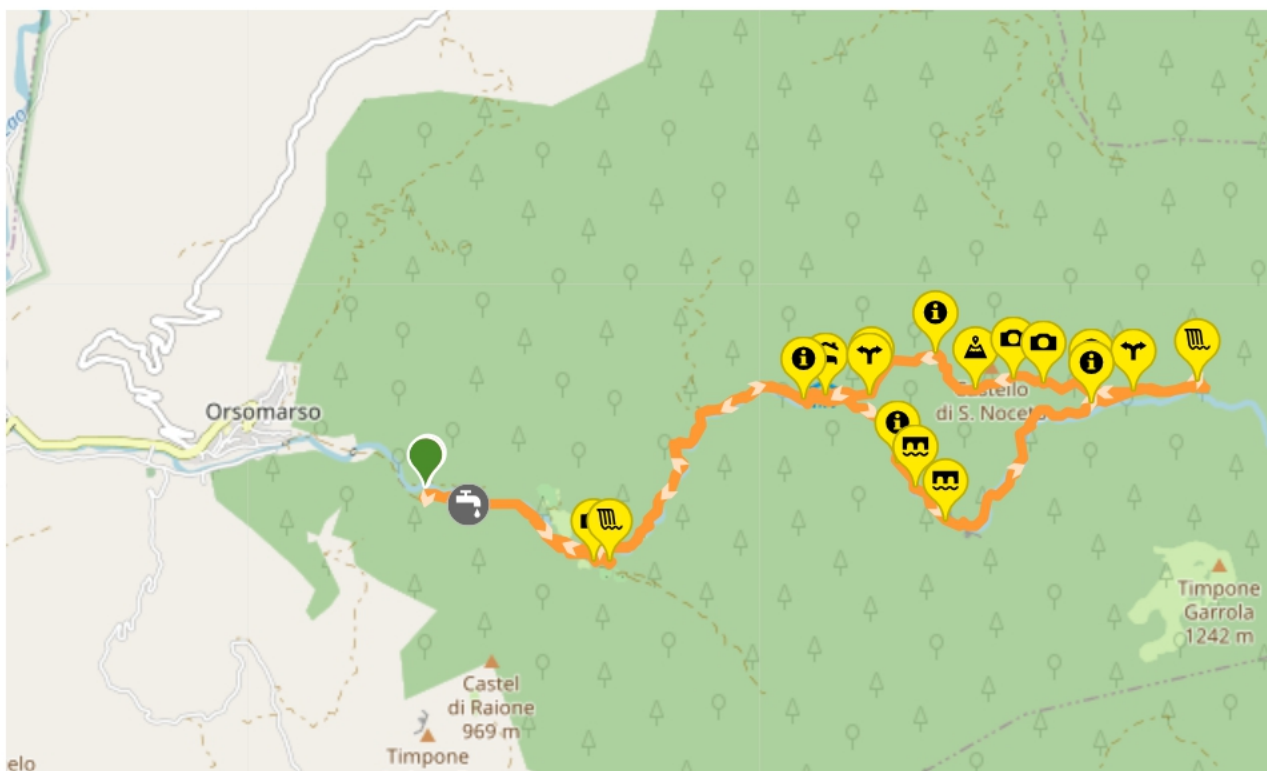 Orsomarso
Castello
di S. Noceto
Timpone
Garrola
1242 m
Castel
di Raione
969 m
Timpone
elo